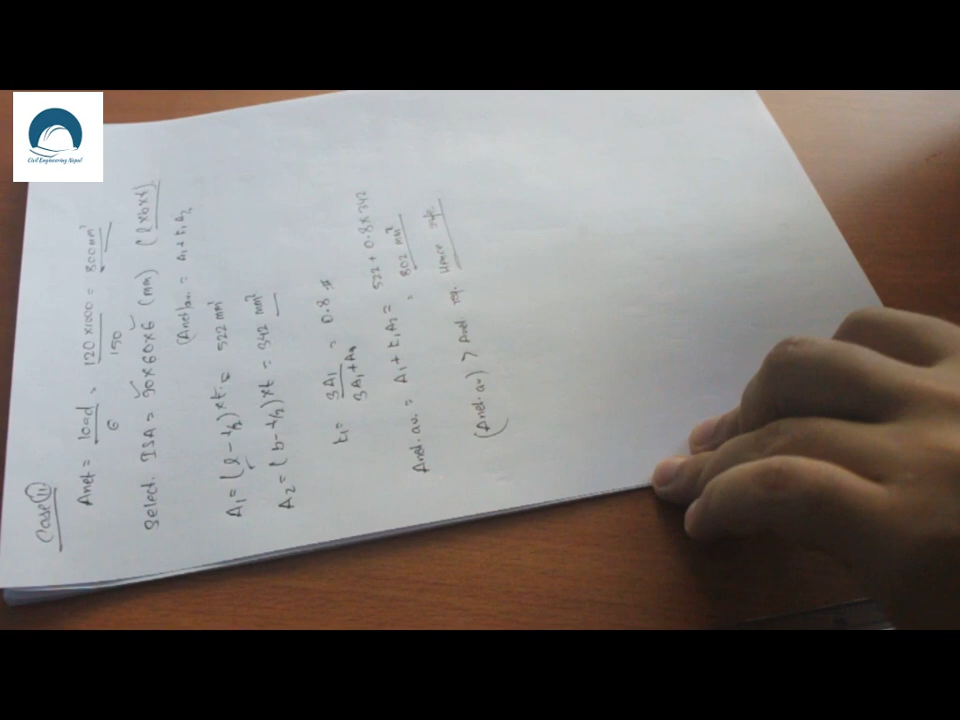 Civil Engineering Nepal
Case (ii)
Anet = load/σ = 120×1000/150 = 800 mm²
Select. ISA = 90×60×6 (mm) (l×b×t)
(Anet)av. = A1 + k1A2
A1 = (l - t/2)×t = 522 mm²
A2 = (b - t/2)×t = 342 mm²
k1 = 3A1/3A1+A2 = 0.8
Anet. av. = A1 + k1A2 = 522 + 0.8×342
= 802 mm²
(Anet. av) > Anet. req. Hence safe